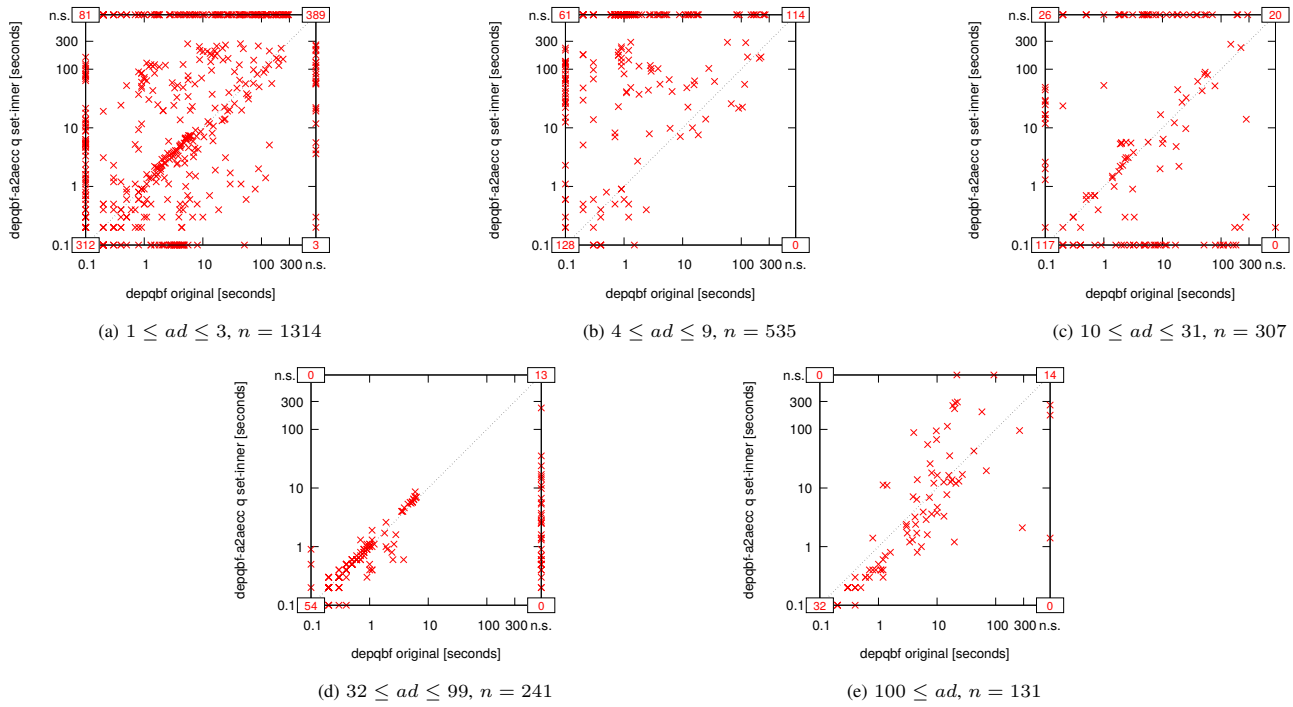 n.s. 81 389
300
100
10
1
0.1 312 3
0.1 1 10 100 300 n.s.
depqbf-a2aecc q set-inner [seconds]
depqbf original [seconds]
(a) 1 ≤ ad ≤ 3, n = 1314
n.s. 61 114
300
100
10
1
0.1 128 0
0.1 1 10 100 300 n.s.
depqbf-a2aecc q set-inner [seconds]
depqbf original [seconds]
(b) 4 ≤ ad ≤ 9, n = 535
n.s. 26 20
300
100
10
1
0.1 117 0
0.1 1 10 100 300 n.s.
depqbf-a2aecc q set-inner [seconds]
depqbf original [seconds]
(c) 10 ≤ ad ≤ 31, n = 307
n.s. 0 13
300
100
10
1
0.1 54 0
0.1 1 10 100 300 n.s.
depqbf-a2aecc q set-inner [seconds]
depqbf original [seconds]
(d) 32 ≤ ad ≤ 99, n = 241
n.s. 0 14
300
100
10
1
0.1 32 0
0.1 1 10 100 300 n.s.
depqbf-a2aecc q set-inner [seconds]
depqbf original [seconds]
(e) 100 ≤ ad, n = 131